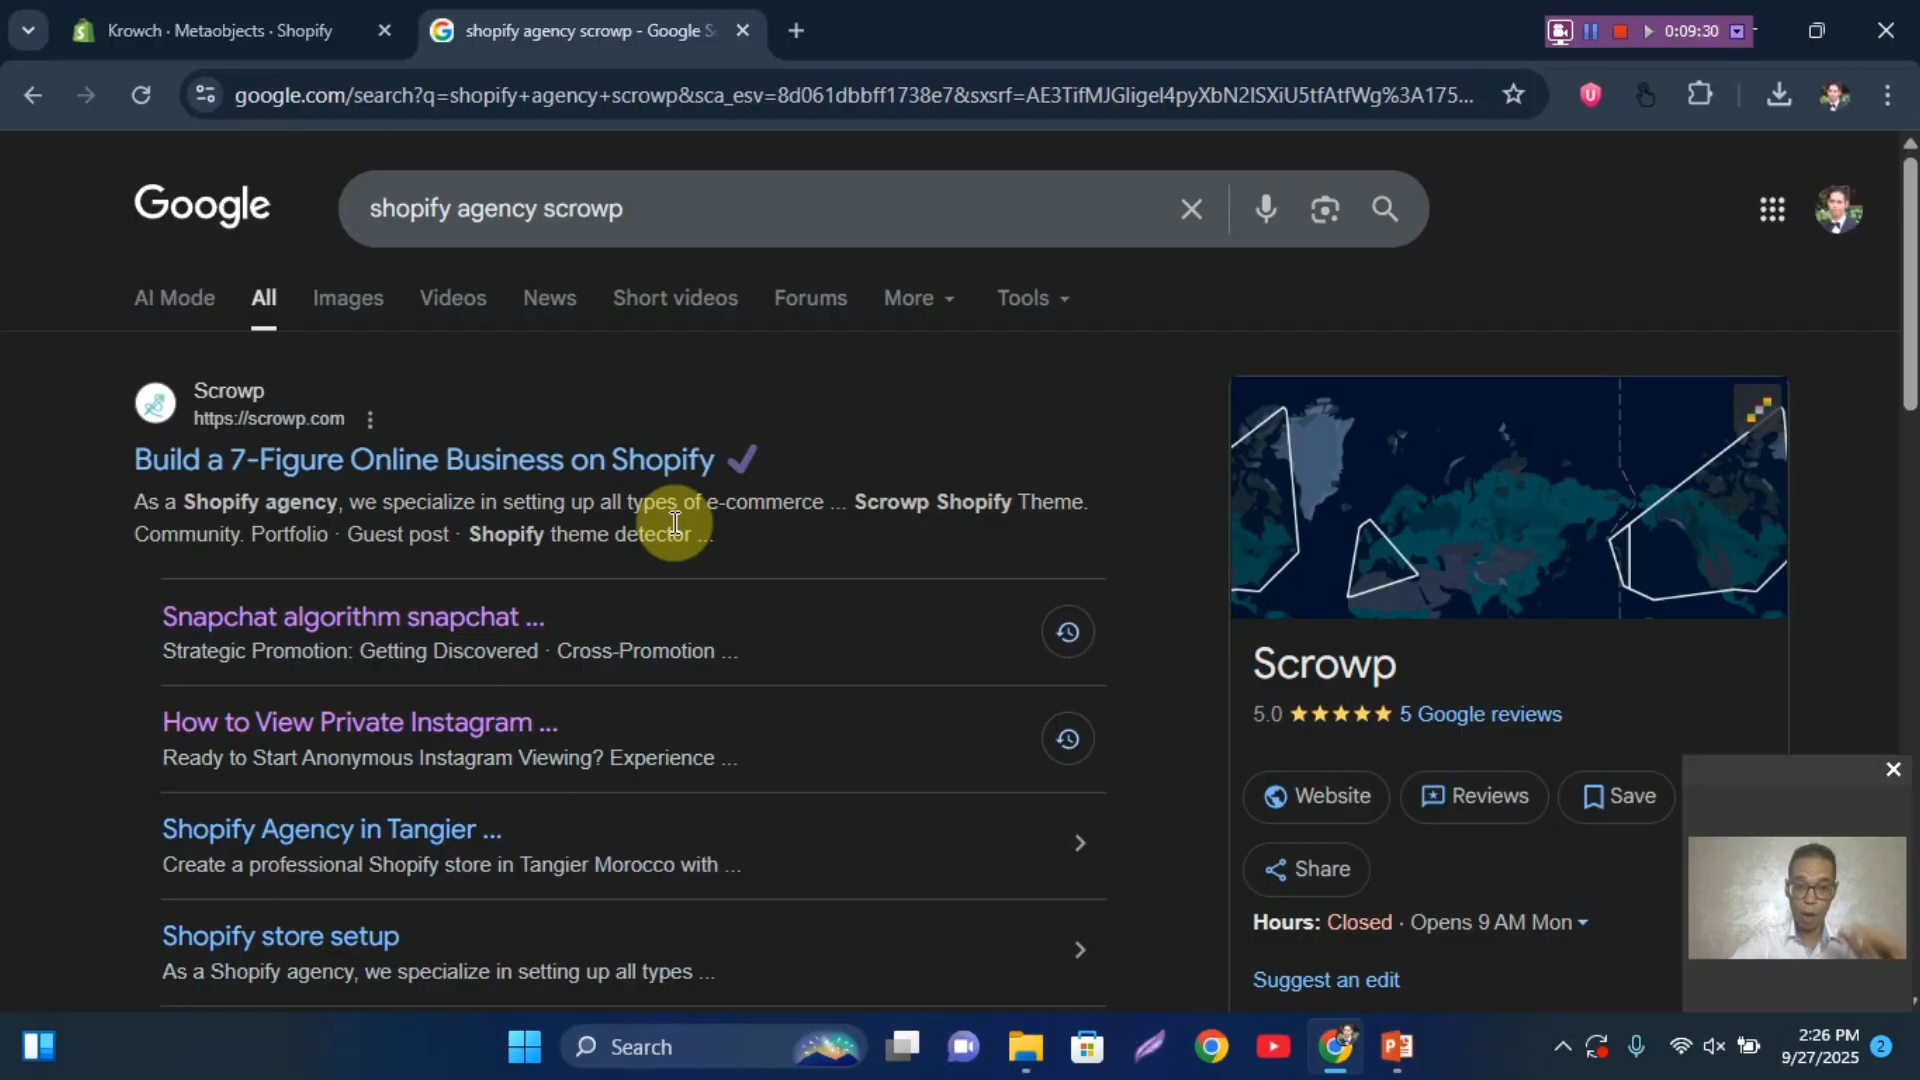 Krowch · Metaobjects · Shopify
shopify agency scrowp - Google S
0:09:30
google.com/search?q=shopify+agency+scrowp&sca_esv=8d061dbbff1738e7&sxsrf=AE3TifMJGligel4pyXbN2ISXiU5tfAtfWg%3A175...
Google
shopify agency scrowp
AI Mode
All
Images
Videos
News
Short videos
Forums
More
Tools
Scrowp
https://scrowp.com
Build a 7-Figure Online Business on Shopify
As a Shopify agency, we specialize in setting up all types of e-commerce ... Scrowp Shopify Theme.
Community. Portfolio · Guest post · Shopify theme detector ...
Snapchat algorithm snapchat ...
Strategic Promotion: Getting Discovered · Cross-Promotion ...
How to View Private Instagram ...
Ready to Start Anonymous Instagram Viewing? Experience ...
Shopify Agency in Tangier ...
Create a professional Shopify store in Tangier Morocco with ...
Shopify store setup
As a Shopify agency, we specialize in setting up all types ...
Scrowp
5.0 ★★★★★ 5 Google reviews
Website
Reviews
Save
Share
Hours: Closed · Opens 9 AM Mon
Suggest an edit
Search
2:26 PM
9/27/2025
2